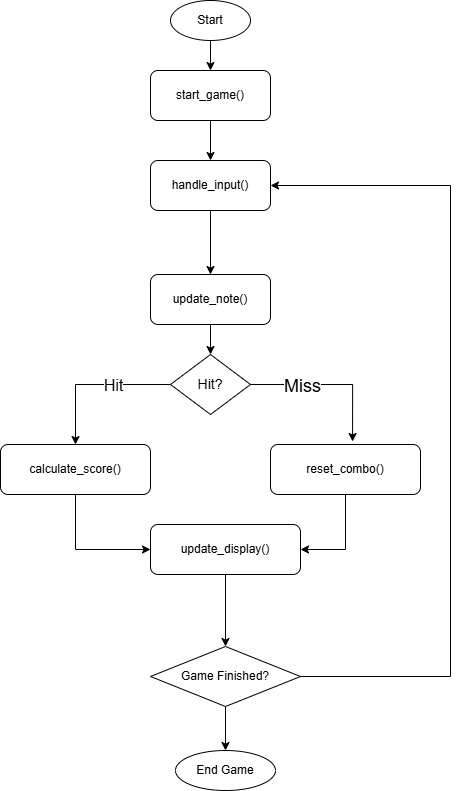 Start
start_game()
handle_input()
update_note()
Hit?
Hit
Miss
calculate_score()
reset_combo()
update_display()
Game Finished?
End Game